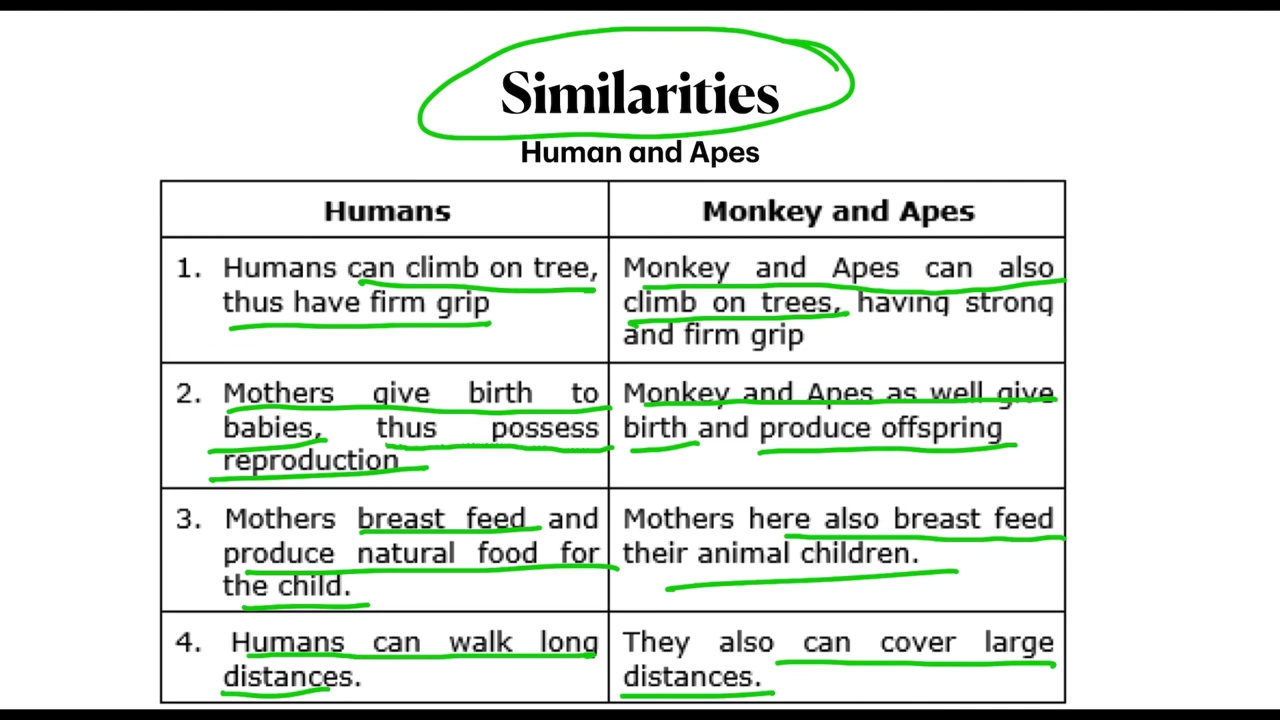 Similarities
Human and Apes
Humans
Monkey and Apes
1. Humans can climb on tree,
thus have firm grip
Monkey and Apes can also
climb on trees, having strong
and firm grip
2. Mothers give birth to
babies, thus possess
reproduction
Monkey and Apes as well give
birth and produce offspring
3. Mothers breast feed and
produce natural food for
the child.
Mothers here also breast feed
their animal children.
4. Humans can walk long
distances.
They also can cover large
distances.